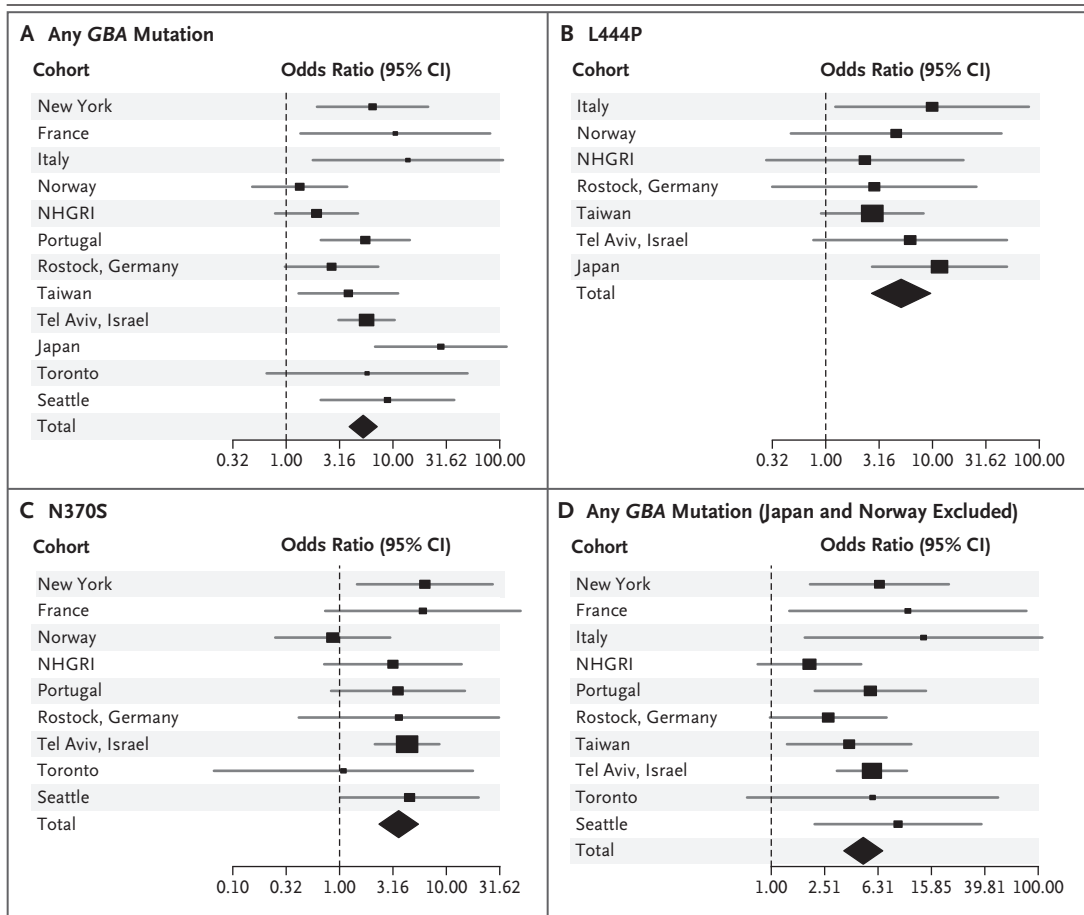 A Any GBA Mutation
Cohort Odds Ratio (95% CI)
New York
France
Italy
Norway
NHGRI
Portugal
Rostock, Germany
Taiwan
Tel Aviv, Israel
Japan
Toronto
Seattle
Total
0.32 1.00 3.16 10.00 31.62 100.00
B L444P
Cohort Odds Ratio (95% CI)
Italy
Norway
NHGRI
Rostock, Germany
Taiwan
Tel Aviv, Israel
Japan
Total
0.32 1.00 3.16 10.00 31.62 100.00
C N370S
Cohort Odds Ratio (95% CI)
New York
France
Norway
NHGRI
Portugal
Rostock, Germany
Tel Aviv, Israel
Toronto
Seattle
Total
0.10 0.32 1.00 3.16 10.00 31.62
D Any GBA Mutation (Japan and Norway Excluded)
Cohort Odds Ratio (95% CI)
New York
France
Italy
NHGRI
Portugal
Rostock, Germany
Taiwan
Tel Aviv, Israel
Toronto
Seattle
Total
1.00 2.51 6.31 15.85 39.81 100.00